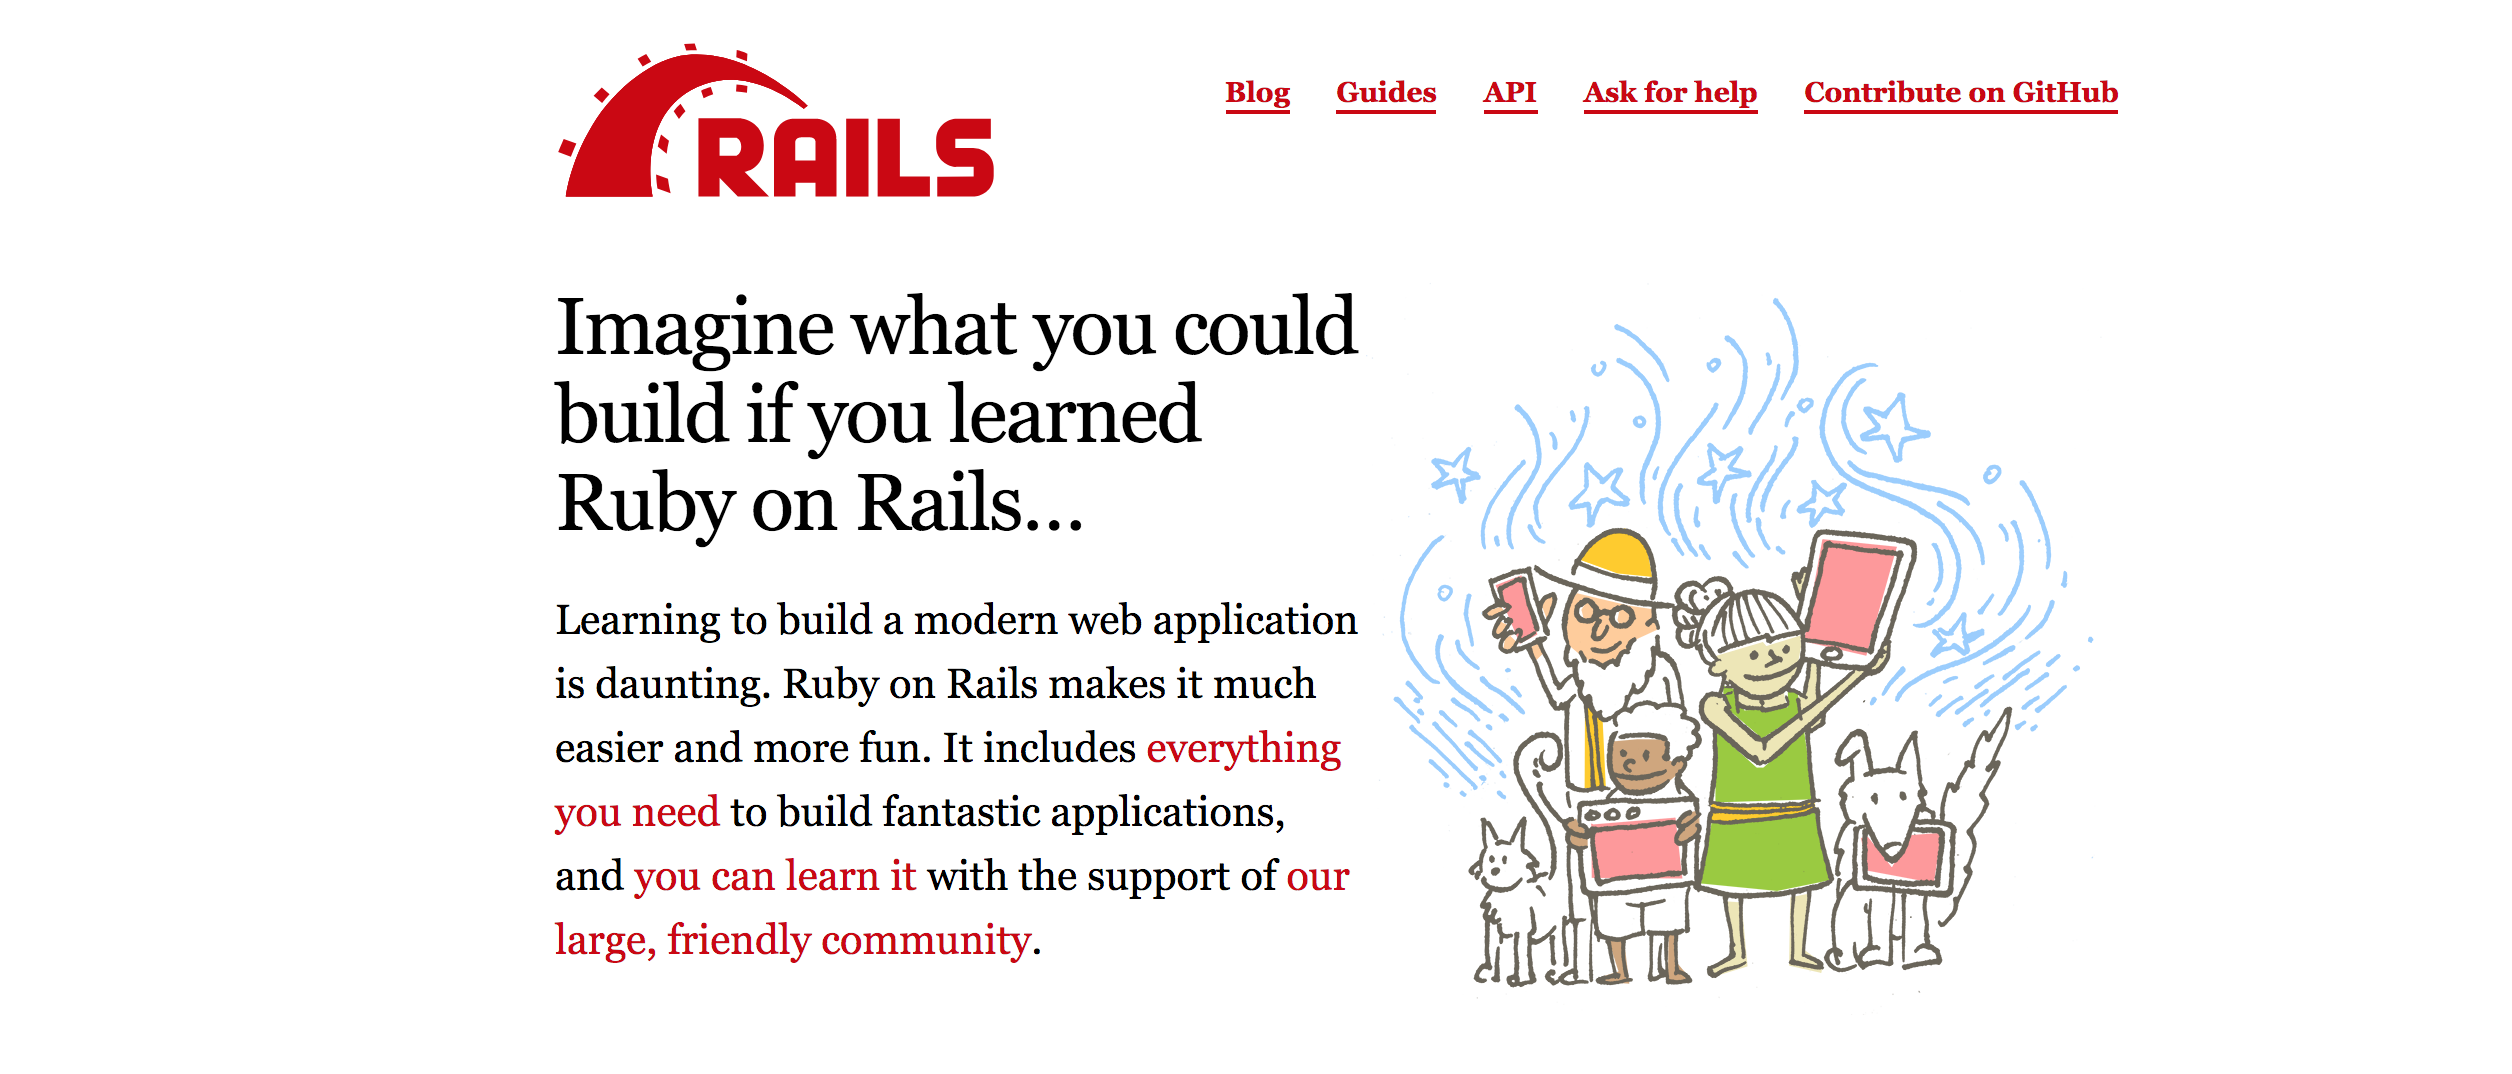 RAILS
Blog Guides API Ask for help Contribute on GitHub
Imagine what you could
build if you learned
Ruby on Rails...
Learning to build a modern web application
is daunting. Ruby on Rails makes it much
easier and more fun. It includes everything
you need to build fantastic applications,
and you can learn it with the support of our
large, friendly community.